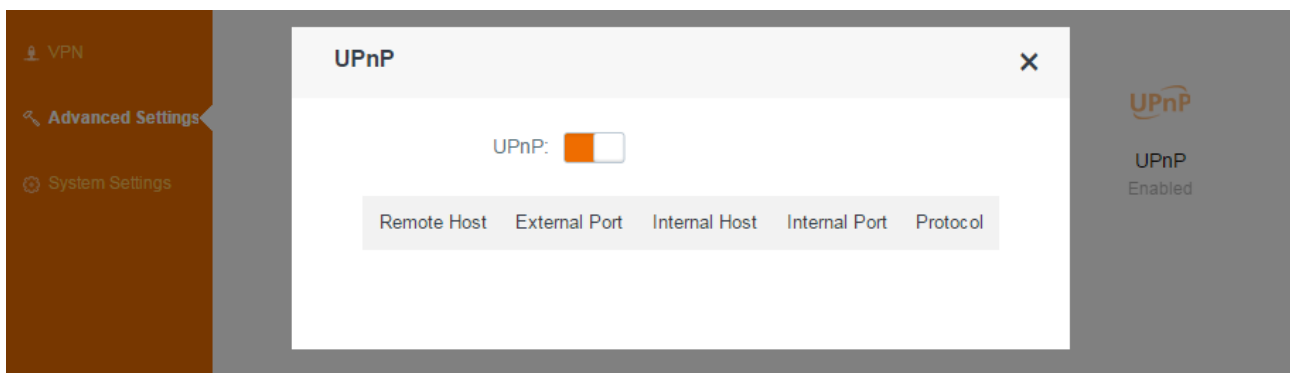 VPN
Advanced Settings
System Settings
UPnP
UPnP:
Remote Host External Port Internal Host Internal Port Protocol
UPnP
UPnP
Enabled